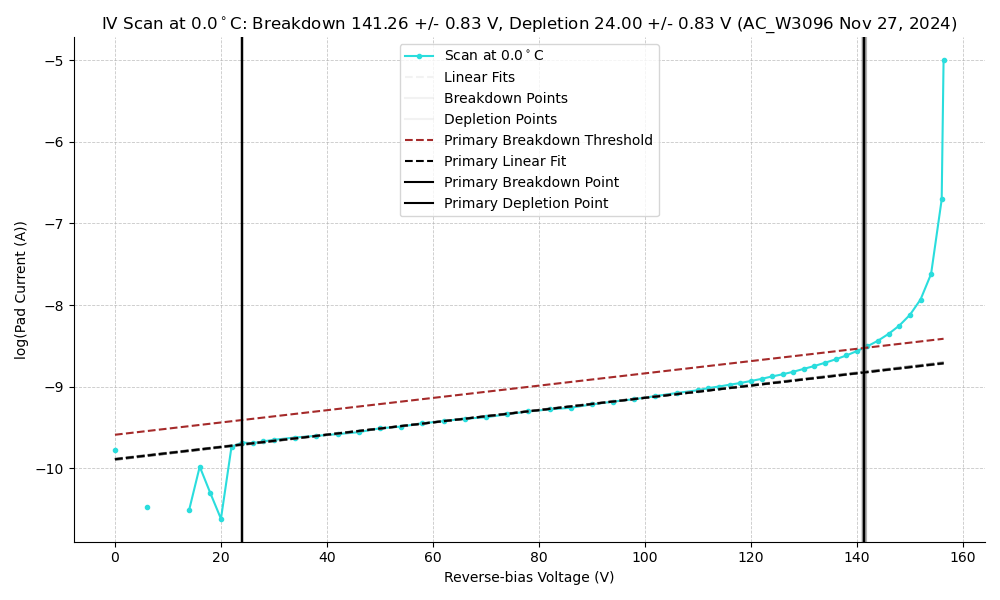 IV Scan at 0.0°C: Breakdown 141.26 +/- 0.83 V, Depletion 24.00 +/- 0.83 V (AC_W3096 Nov 27, 2024)
Scan at 0.0°C
Linear Fits
Breakdown Points
Depletion Points
Primary Breakdown Threshold
Primary Linear Fit
Primary Breakdown Point
Primary Depletion Point
log(Pad Current (A))
−5
−6
−7
−8
−9
−10
0 20 40 60 80 100 120 140 160
Reverse-bias Voltage (V)